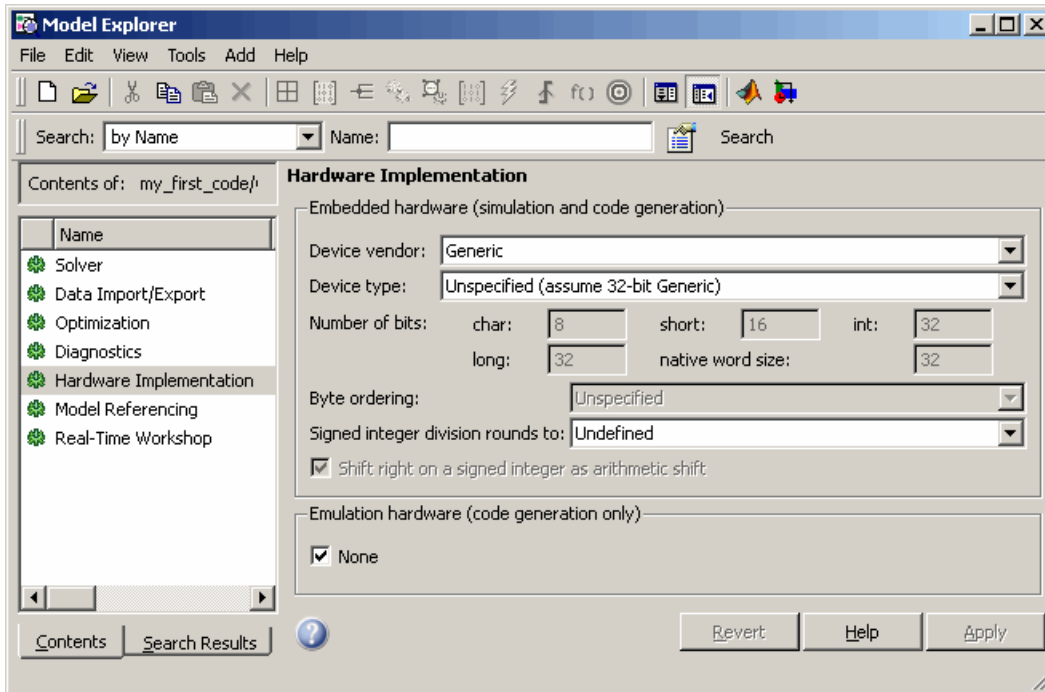 Model Explorer
File Edit View Tools Add Help
f()
Search: by Name Name: Search
Contents of: my_first_code/
Name
Solver
Data Import/Export
Optimization
Diagnostics
Hardware Implementation
Model Referencing
Real-Time Workshop
Contents Search Results
Hardware Implementation
Embedded hardware (simulation and code generation)
Device vendor: Generic
Device type: Unspecified (assume 32-bit Generic)
Number of bits: char: 8 short: 16 int: 32
long: 32 native word size: 32
Byte ordering: Unspecified
Signed integer division rounds to: Undefined
Shift right on a signed integer as arithmetic shift
Emulation hardware (code generation only)
None
Revert Help Apply